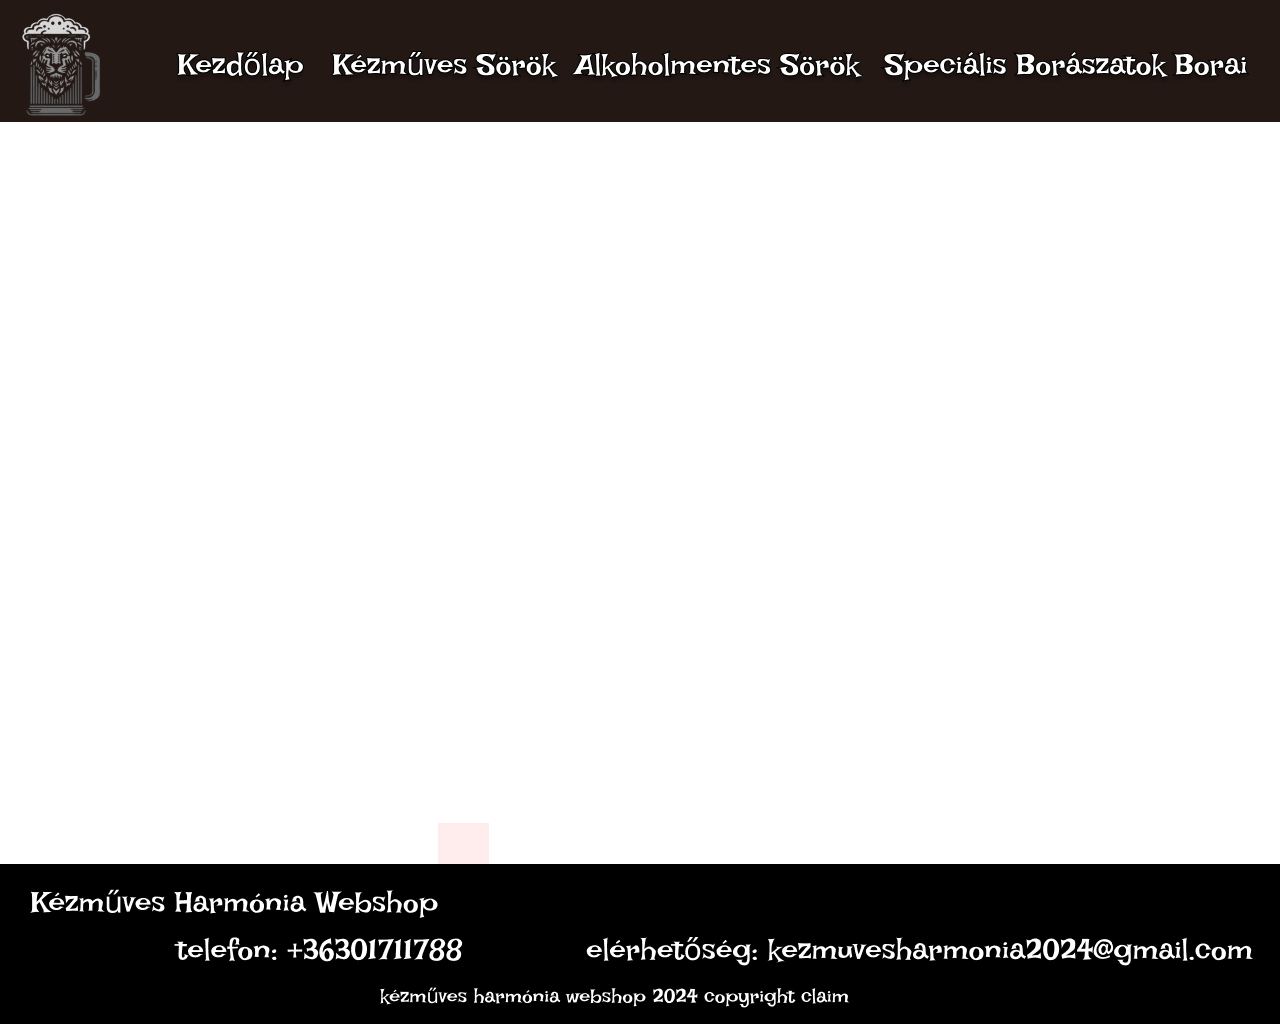 Kezdőlap Kézműves Sörök Alkoholmentes Sörök Speciális Borászatok Borai
Kézműves Harmónia Webshop
telefon: +36301711788 elérhetőség: kezmuvesharmonia2024@gmail.com
kézműves harmónia webshop 2024 copyright claim